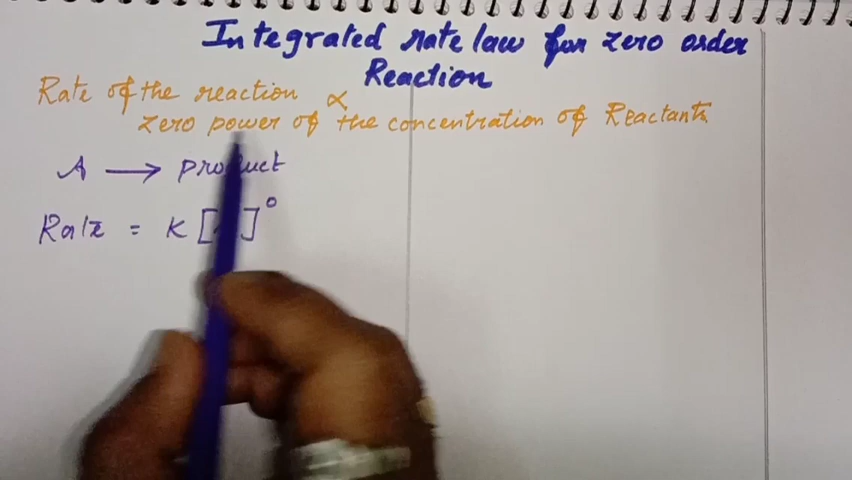 Integrated rate law for zero order
Reaction
Rate of the reaction ∝
zero power of the concentration of Reactants
A → product
Rate = K [ ]⁰